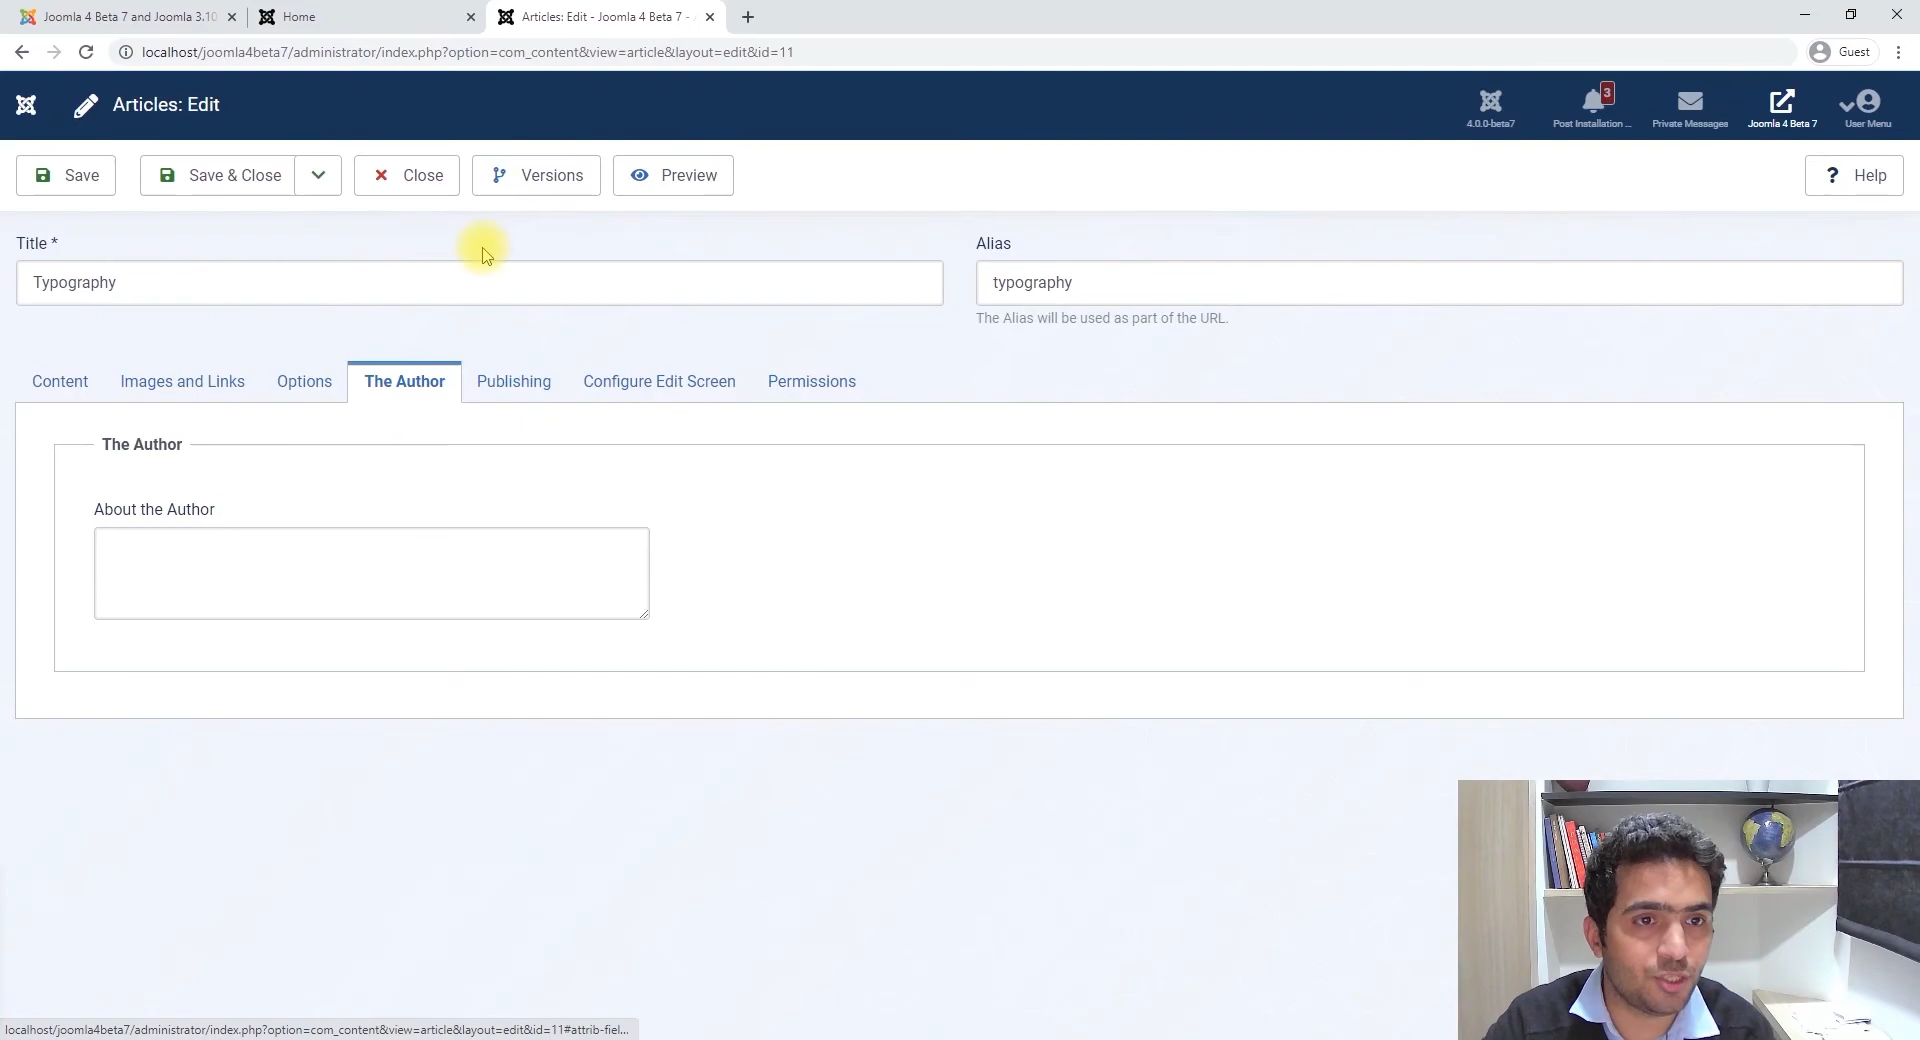 Joomla 4 Beta 7 and Joomla 3.10
Home
Articles: Edit - Joomla 4 Beta 7 -
localhost/joomla4beta7/administrator/index.php?option=com_content&view=article&layout=edit&id=11
Guest
Articles: Edit
4.0.0-beta7
3
Post Installation ...
Private Messages
Joomla 4 Beta 7
User Menu
Save
Save & Close
Close
Versions
Preview
? Help
Title *
Alias
Typography
typography
The Alias will be used as part of the URL.
Content
Images and Links
Options
The Author
Publishing
Configure Edit Screen
Permissions
The Author
About the Author
localhost/joomla4beta7/administrator/index.php?option=com_content&view=article&layout=edit&id=11#attrib-fiel...